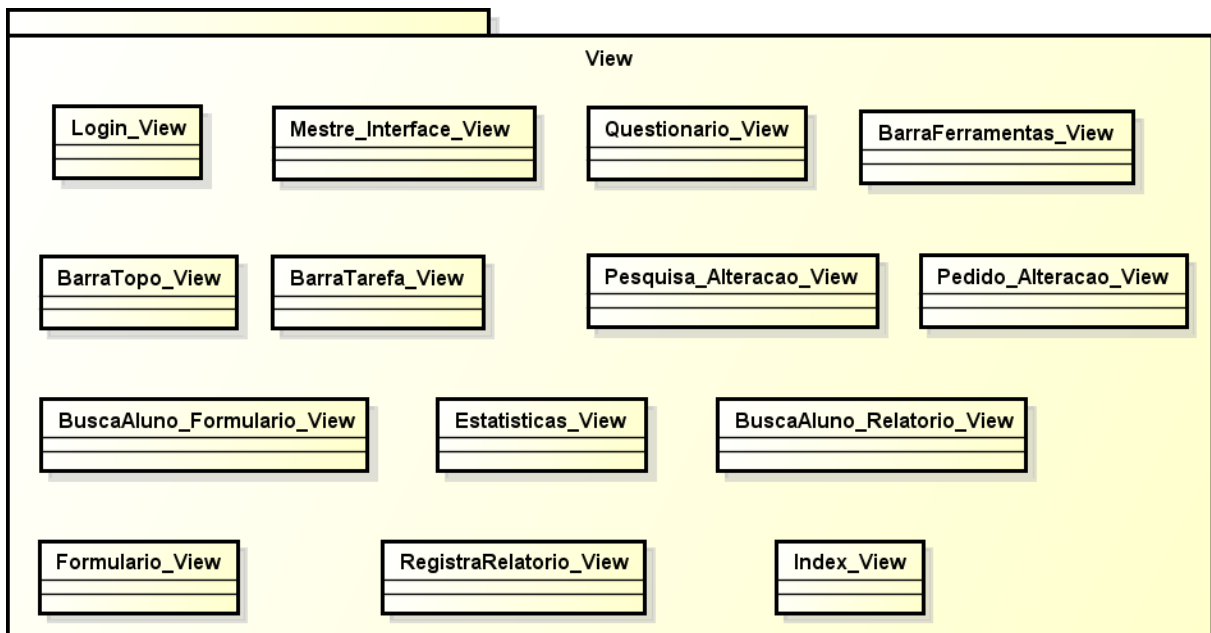 View
Login_View
Mestre_Interface_View
Questionario_View
BarraFerramentas_View
BarraTopo_View
BarraTarefa_View
Pesquisa_Alteracao_View
Pedido_Alteracao_View
BuscaAluno_Formulario_View
Estatisticas_View
BuscaAluno_Relatorio_View
Formulario_View
RegistraRelatorio_View
Index_View